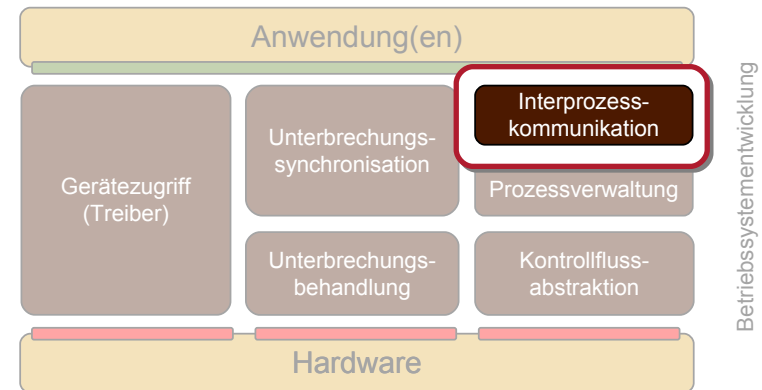 Anwendung(en)
Gerätezugriff
(Treiber)
Unterbrechungs-
synchronisation
Unterbrechungs-
behandlung
Interprozess-
kommunikation
Prozessverwaltung
Kontrollfluss-
abstraktion
Hardware
Betriebssystementwicklung